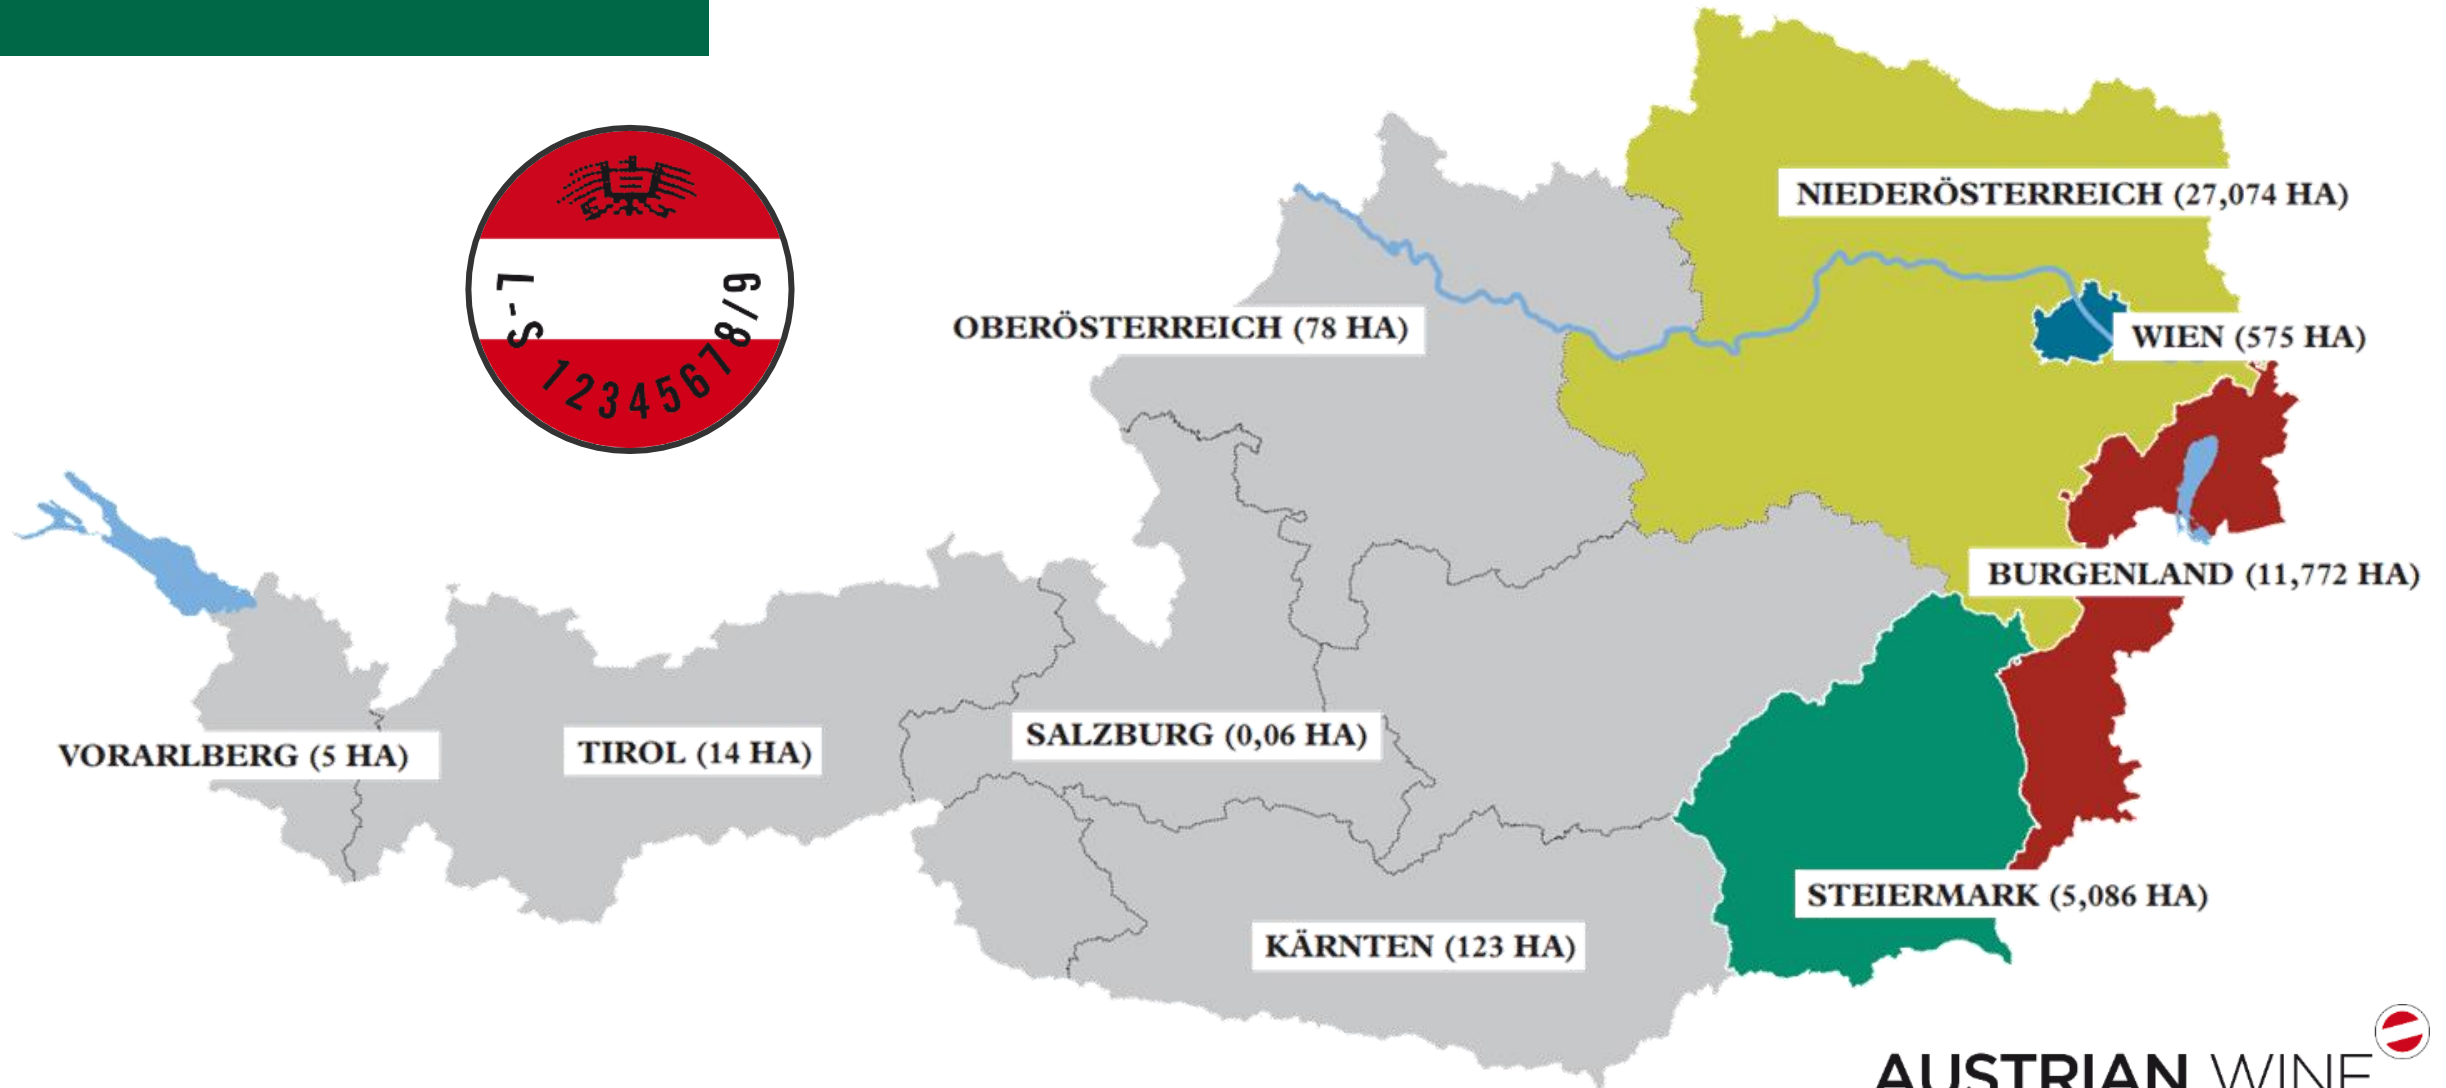 NIEDERÖSTERREICH (27,074 HA)
L-S 12345678/9
OBERÖSTERREICH (78 HA)
WIEN (575 HA)
BURGENLAND (11,772 HA)
VORARLBERG (5 HA)
TIROL (14 HA)
SALZBURG (0,06 HA)
STEIERMARK (5,086 HA)
KÄRNTEN (123 HA)
AUSTRIAN WINE